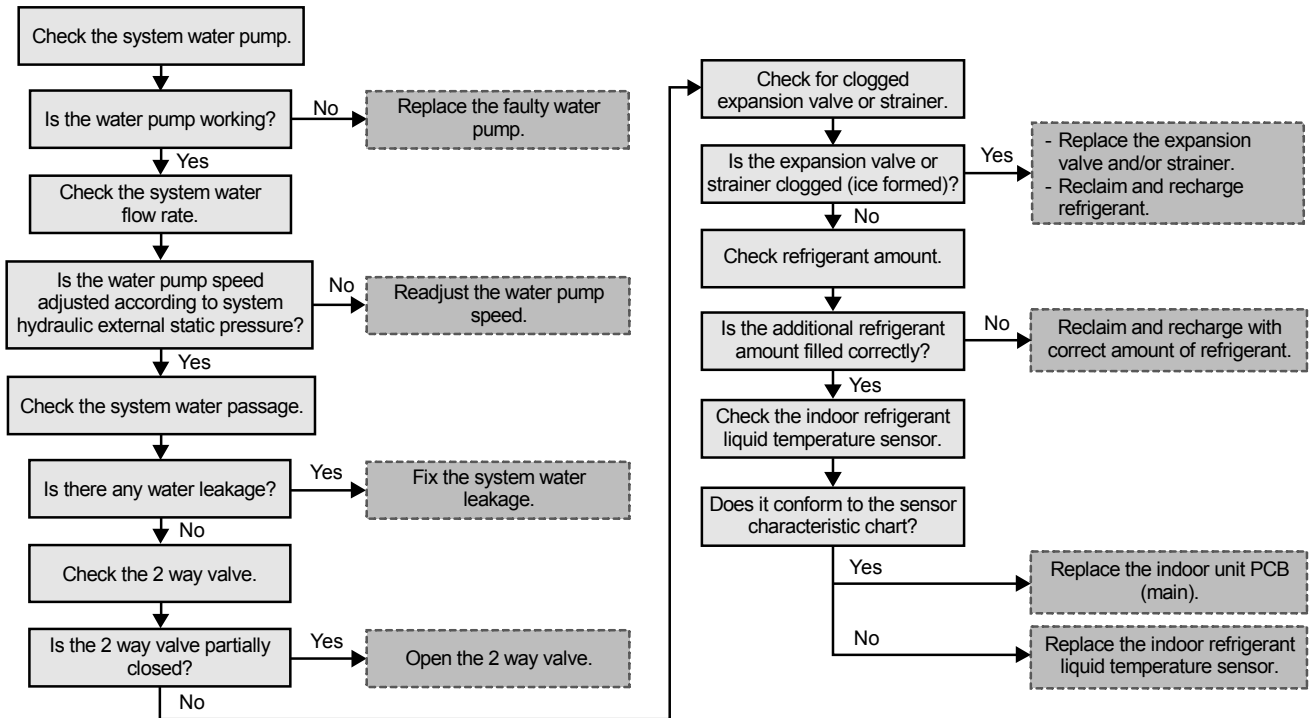 Check the system water pump.
Is the water pump working?
No
Replace the faulty water
pump.
Yes
Check the system water
flow rate.
Is the water pump speed
adjusted according to system
hydraulic external static pressure?
No
Readjust the water pump
speed.
Yes
Check the system water passage.
Is there any water leakage?
Yes
Fix the system water
leakage.
No
Check the 2 way valve.
Is the 2 way valve partially
closed?
Yes
Open the 2 way valve.
No
Check for clogged
expansion valve or strainer.
Is the expansion valve or
strainer clogged (ice formed)?
Yes
- Replace the expansion
valve and/or strainer.
- Reclaim and recharge
refrigerant.
No
Check refrigerant amount.
Is the additional refrigerant
amount filled correctly?
No
Reclaim and recharge with
correct amount of refrigerant.
Yes
Check the indoor refrigerant
liquid temperature sensor.
Does it conform to the sensor
characteristic chart?
Yes
Replace the indoor unit PCB
(main).
No
Replace the indoor refrigerant
liquid temperature sensor.